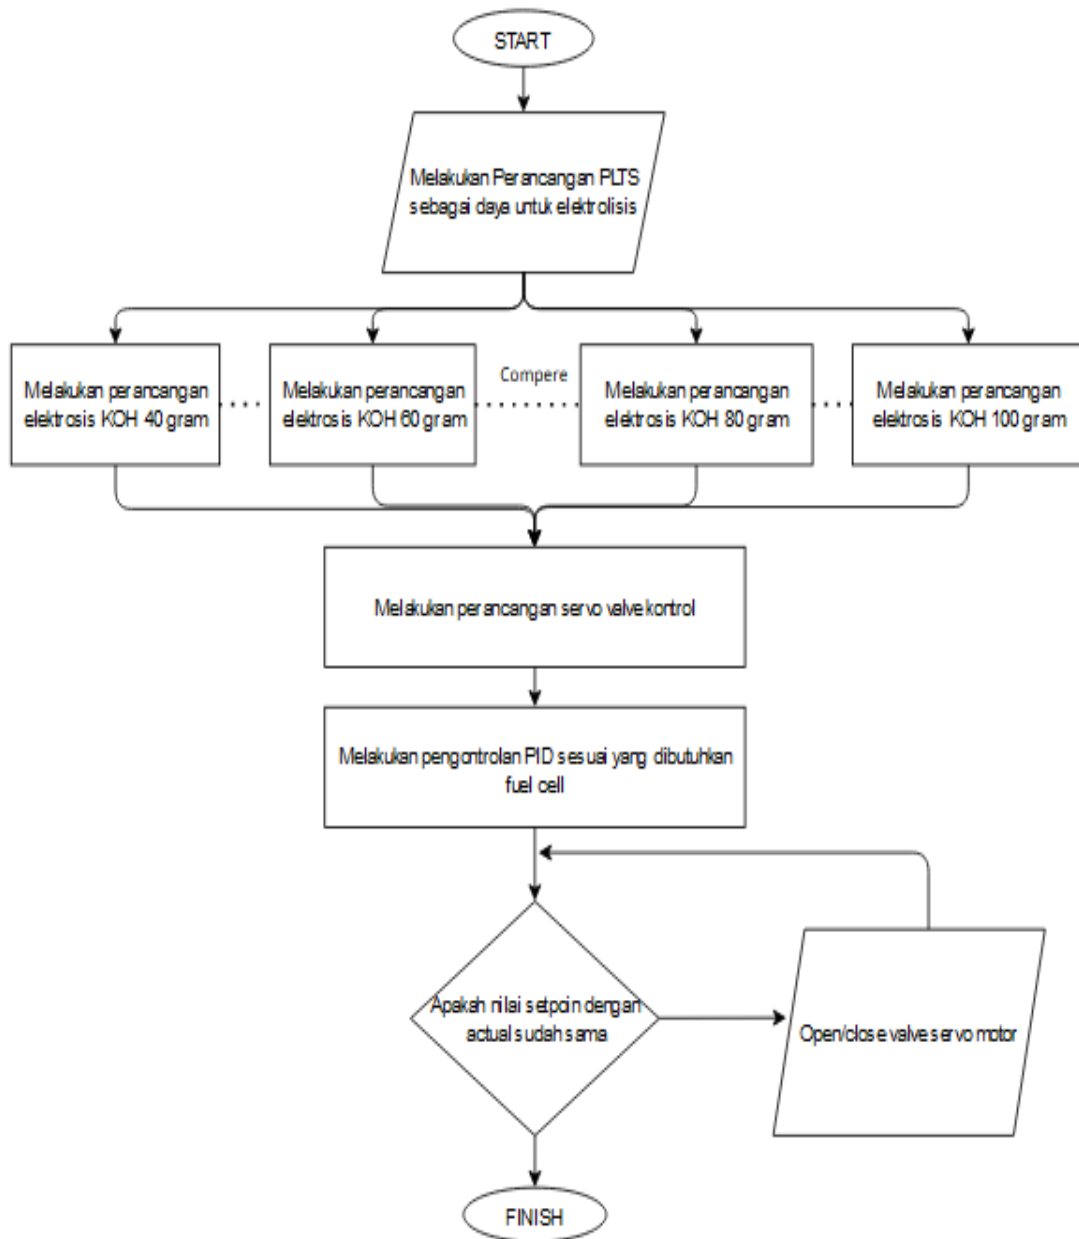 START
Melakukan Perancangan PLTS
sebagai daya untuk elektrolisis
Melakukan perancangan
elektrosis KOH 40 gram
Melakukan perancangan
elektrosis KOH 60 gram
Compere
Melakukan perancangan
elektrosis KOH 80 gram
Melakukan perancangan
elektrosis KOH 100 gram
Melakukan perancangan servo valve kontrol
Melakukan pengontrolan PID sesuai yang dibutuhkan
fuel cell
Apakah nilai setpoin dengan
actual sudah sama
Open/close valve servo motor
FINISH